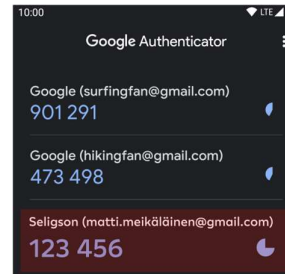 10:00 LTE
Google Authenticator
Google (surfingfan@gmail.com)
901 291
Google (hikingfan@gmail.com)
473 498
Seligson (matti.meikäläinen@gmail.com)
123 456